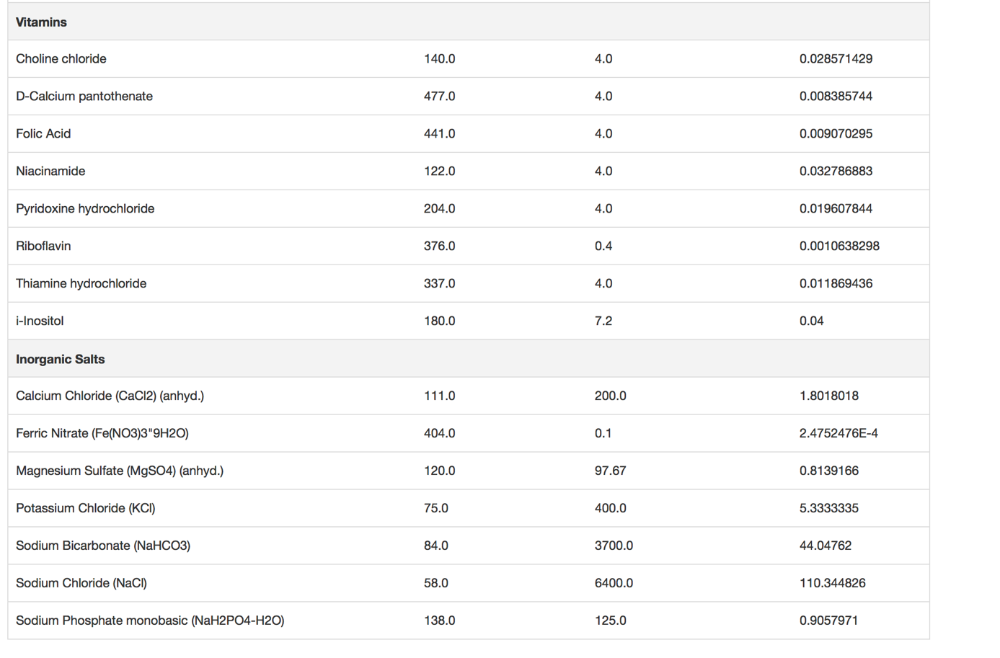 Vitamins
Choline chloride 140.0 4.0 0.028571429
D-Calcium pantothenate 477.0 4.0 0.008385744
Folic Acid 441.0 4.0 0.009070295
Niacinamide 122.0 4.0 0.032786883
Pyridoxine hydrochloride 204.0 4.0 0.019607844
Riboflavin 376.0 0.4 0.0010638298
Thiamine hydrochloride 337.0 4.0 0.011869436
i-Inositol 180.0 7.2 0.04
Inorganic Salts
Calcium Chloride (CaCl2) (anhyd.) 111.0 200.0 1.8018018
Ferric Nitrate (Fe(NO3)3"9H2O) 404.0 0.1 2.4752476E-4
Magnesium Sulfate (MgSO4) (anhyd.) 120.0 97.67 0.8139166
Potassium Chloride (KCl) 75.0 400.0 5.3333335
Sodium Bicarbonate (NaHCO3) 84.0 3700.0 44.04762
Sodium Chloride (NaCl) 58.0 6400.0 110.344826
Sodium Phosphate monobasic (NaH2PO4-H2O) 138.0 125.0 0.9057971